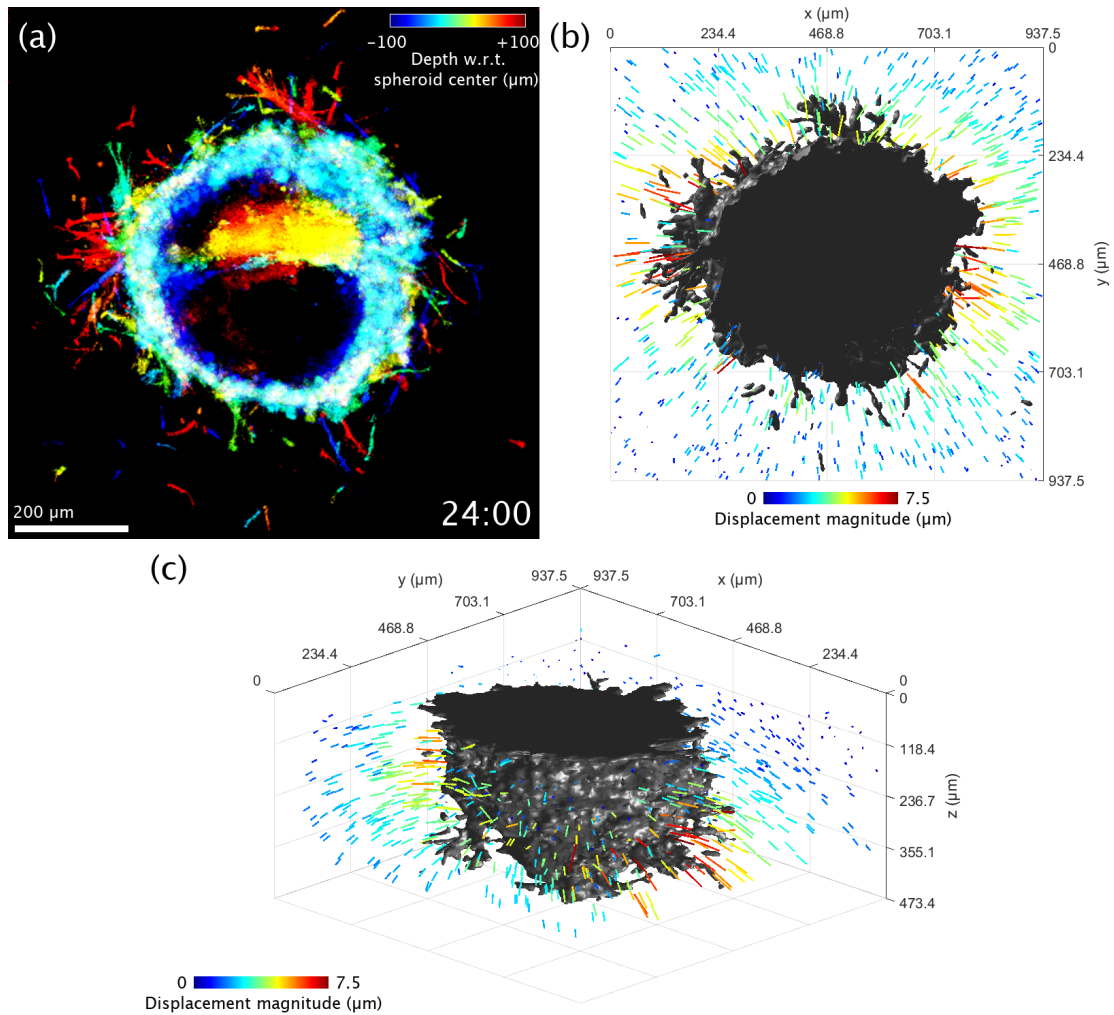 (a)
−100 +100
Depth w.r.t.
spheroid center (µm)
200 µm
24:00
(b)
x (µm)
0 234.4 468.8 703.1 937.5
0
234.4
468.8
703.1
937.5
y (µm)
0 7.5
Displacement magnitude (µm)
(c)
y (µm) 937.5 937.5 x (µm)
703.1 703.1
468.8 468.8
234.4 234.4
0 0
0
118.4
236.7
355.1
473.4
z (µm)
0 7.5
Displacement magnitude (µm)